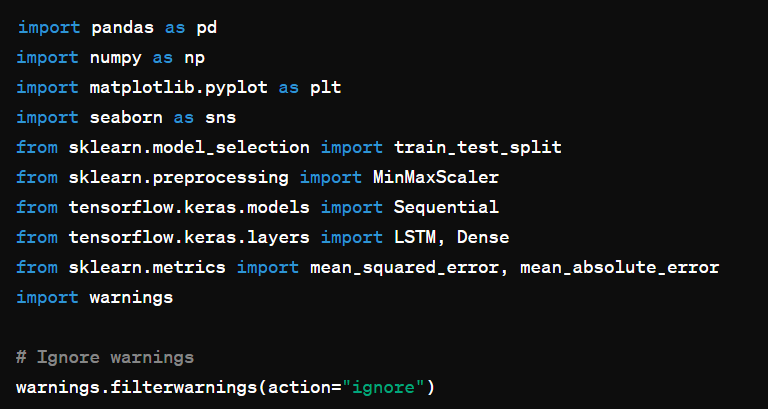 import pandas as pd
import numpy as np
import matplotlib.pyplot as plt
import seaborn as sns
from sklearn.model_selection import train_test_split
from sklearn.preprocessing import MinMaxScaler
from tensorflow.keras.models import Sequential
from tensorflow.keras.layers import LSTM, Dense
from sklearn.metrics import mean_squared_error, mean_absolute_error
import warnings
# Ignore warnings
warnings.filterwarnings(action="ignore")